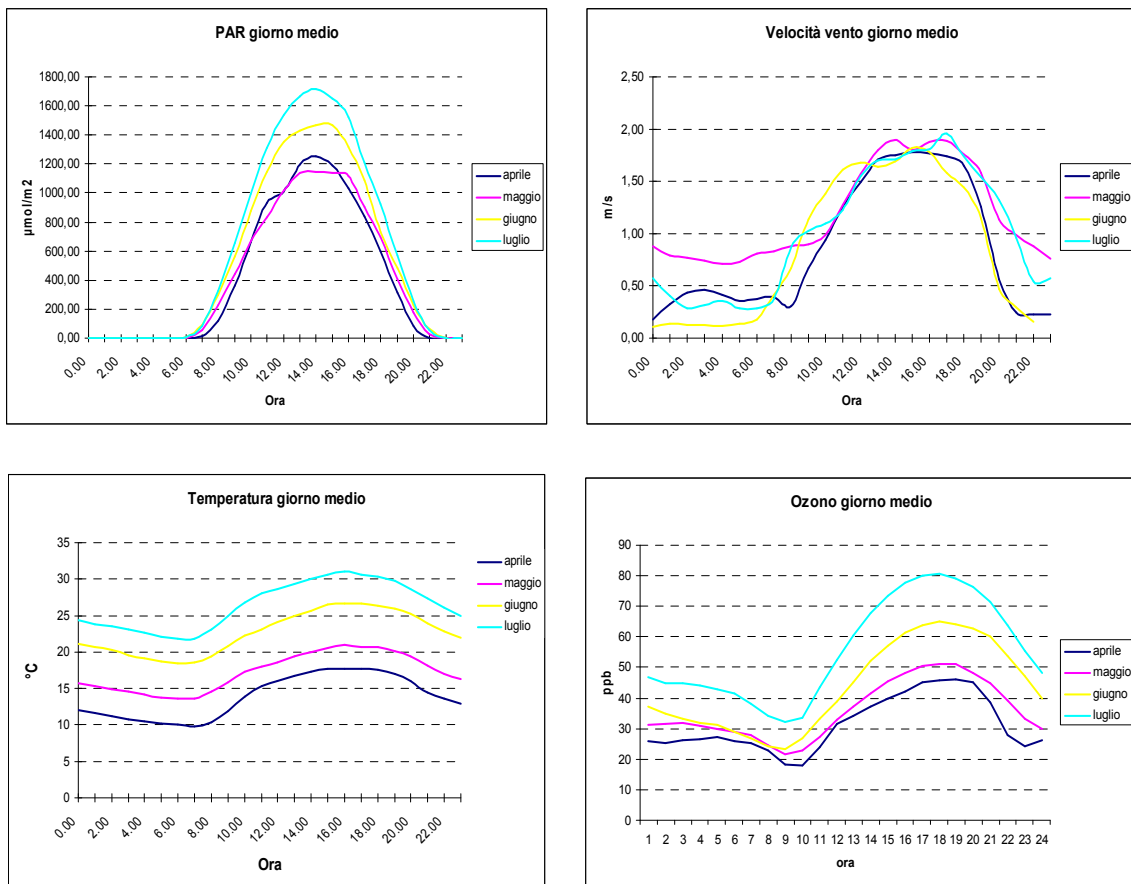 PAR giorno medio
µmol/m2
1800,00
1600,00
1400,00
1200,00
1000,00
800,00
600,00
400,00
200,00
0,00
0.00 2.00 4.00 6.00 8.00 10.00 12.00 14.00 16.00 18.00 20.00 22.00
Ora
aprile
maggio
giugno
luglio
Velocità vento giorno medio
m/s
2,50
2,00
1,50
1,00
0,50
0,00
0.00 2.00 4.00 6.00 8.00 10.00 12.00 14.00 16.00 18.00 20.00 22.00
Ora
aprile
maggio
giugno
luglio
Temperatura giorno medio
°C
35
30
25
20
15
10
5
0
0.00 2.00 4.00 6.00 8.00 10.00 12.00 14.00 16.00 18.00 20.00 22.00
Ora
aprile
maggio
giugno
luglio
Ozono giorno medio
ppb
90
80
70
60
50
40
30
20
10
0
1 2 3 4 5 6 7 8 9 10 11 12 13 14 15 16 17 18 19 20 21 22 23 24
ora
aprile
maggio
giugno
luglio